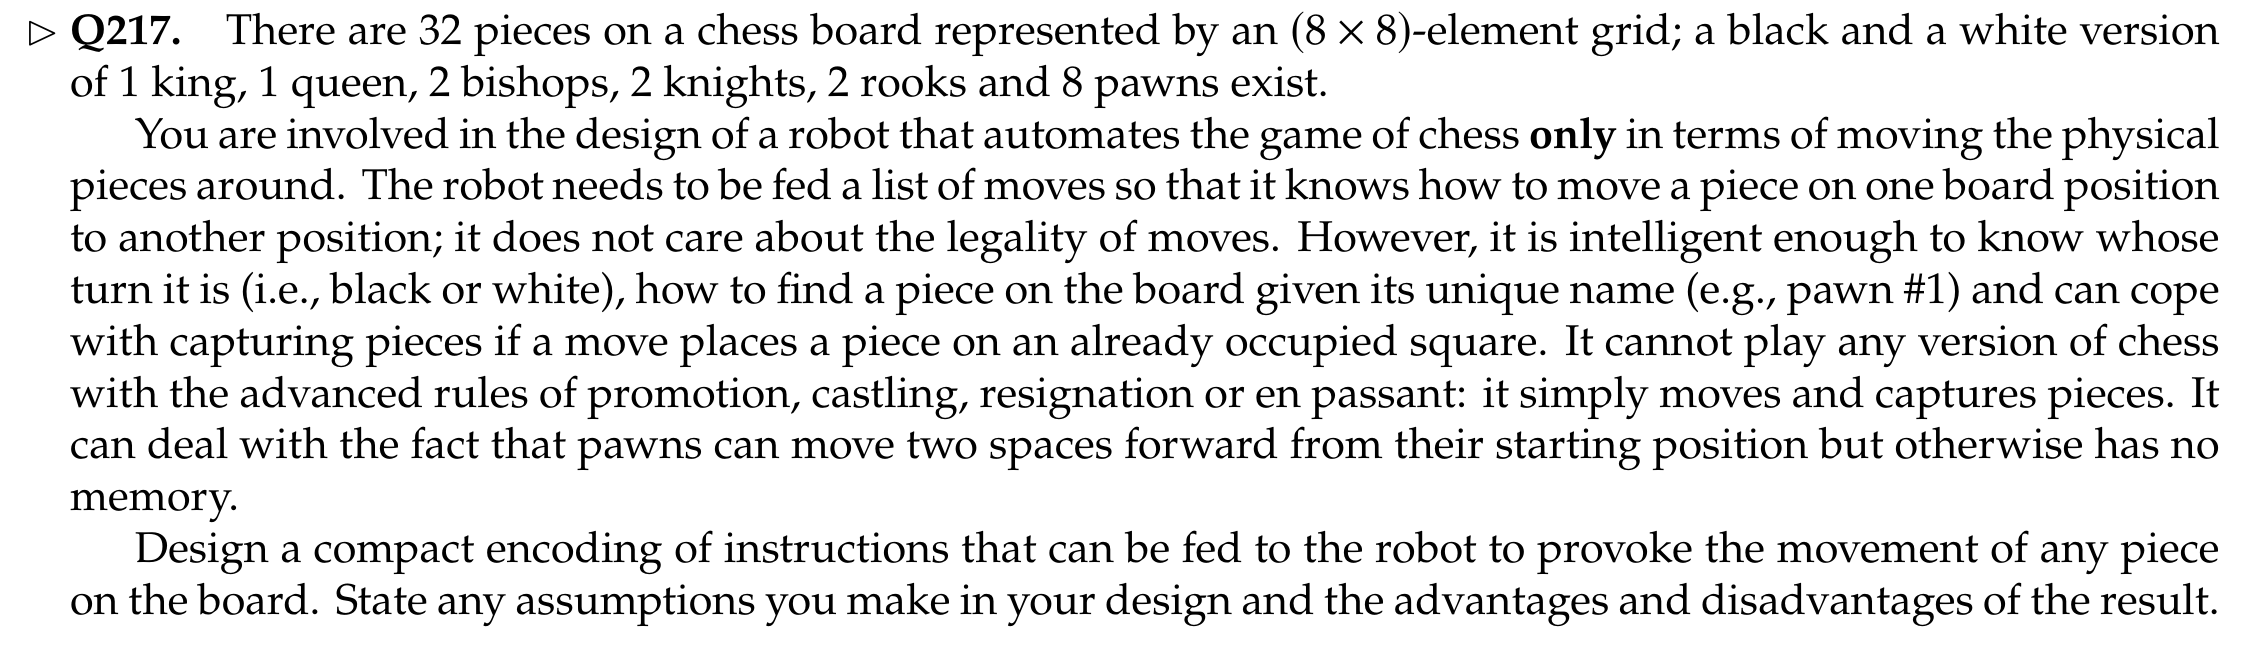 ▷ Q217. There are 32 pieces on a chess board represented by an (8 × 8)-element grid; a black and a white version
of 1 king, 1 queen, 2 bishops, 2 knights, 2 rooks and 8 pawns exist.
You are involved in the design of a robot that automates the game of chess only in terms of moving the physical
pieces around. The robot needs to be fed a list of moves so that it knows how to move a piece on one board position
to another position; it does not care about the legality of moves. However, it is intelligent enough to know whose
turn it is (i.e., black or white), how to find a piece on the board given its unique name (e.g., pawn #1) and can cope
with capturing pieces if a move places a piece on an already occupied square. It cannot play any version of chess
with the advanced rules of promotion, castling, resignation or en passant: it simply moves and captures pieces. It
can deal with the fact that pawns can move two spaces forward from their starting position but otherwise has no
memory.
Design a compact encoding of instructions that can be fed to the robot to provoke the movement of any piece
on the board. State any assumptions you make in your design and the advantages and disadvantages of the result.